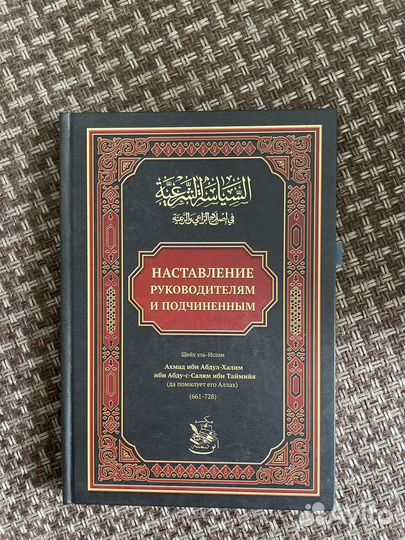 السياسة الشرعية
في إصلاح الراعي والرعية
НАСТАВЛЕНИЕ
РУКОВОДИТЕЛЯМ
И ПОДЧИНЕННЫМ
Шейх уль-Ислам
Ахмад ибн Абдул-Халим
ибн Абду-с-Салям ибн Таймийя
(да помилует его Аллах)
(661-728)
Avito